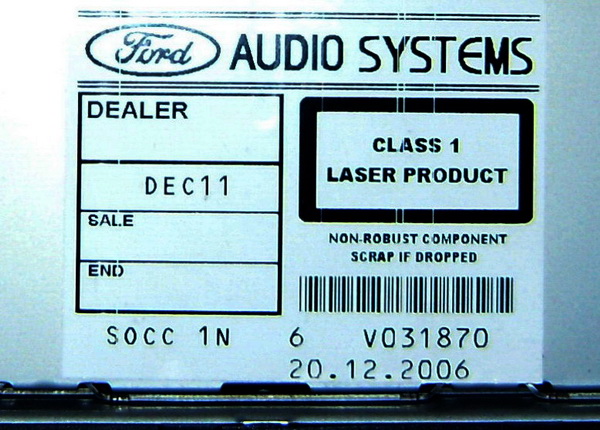 Ford AUDIO SYSTEMS
DEALER
DEC11
SALE
END
CLASS 1
LASER PRODUCT
NON-ROBUST COMPONENT
SCRAP IF DROPPED
SOCC 1N 6 V031870
20.12.2006